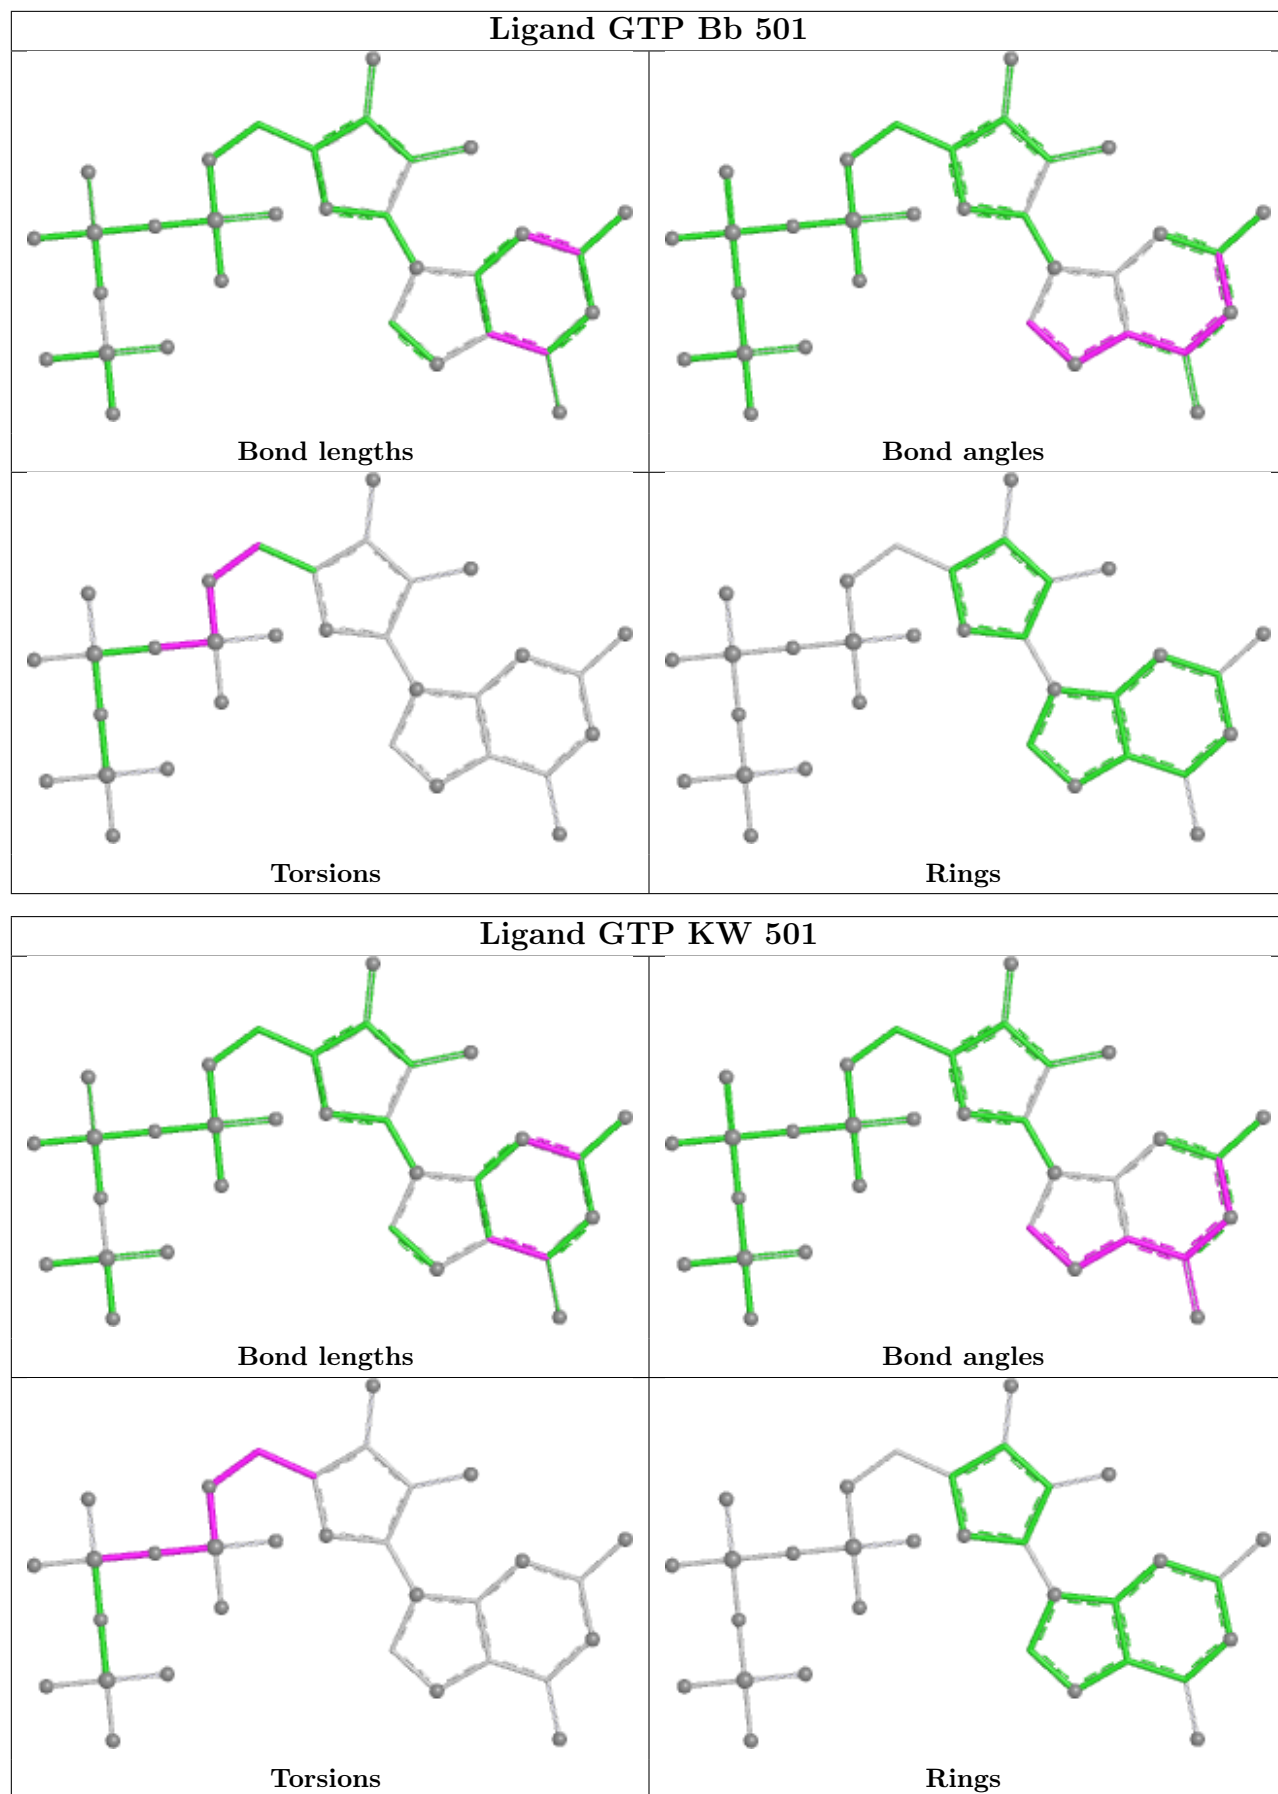 Ligand GTP Bb 501
Bond lengths
Bond angles
Torsions
Rings
Ligand GTP KW 501
Bond lengths
Bond angles
Torsions
Rings